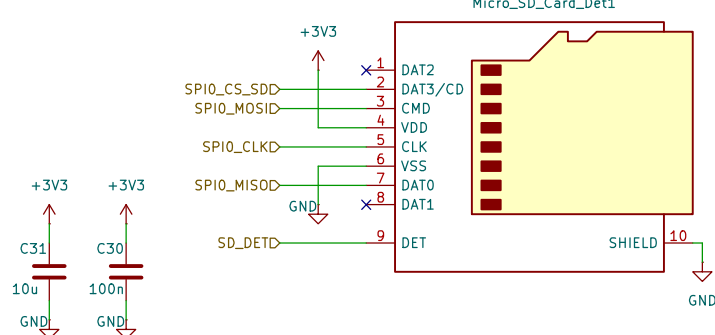 Micro_SD_Card_Det1
+3V3
1 DAT2
SPI0_CS_SD 2 DAT3/CD
SPI0_MOSI 3 CMD
4 VDD
SPI0_CLK 5 CLK
6 VSS
+3V3 +3V3 SPI0_MISO 7 DAT0
GND 8 DAT1
C31 C30 SD_DET 9 DET SHIELD 10
10u 100n
GND
GND GND